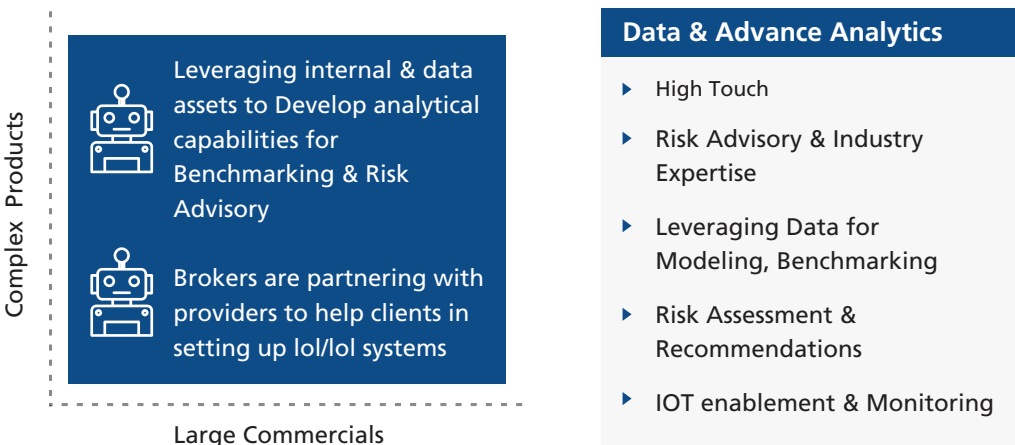 Complex Products
Leveraging internal & data
assets to Develop analytical
capabilities for
Benchmarking & Risk
Advisory
Brokers are partnering with
providers to help clients in
setting up lol/lol systems
Large Commercials
Data & Advance Analytics
High Touch
Risk Advisory & Industry
Expertise
Leveraging Data for
Modeling, Benchmarking
Risk Assessment &
Recommendations
IOT enablement & Monitoring